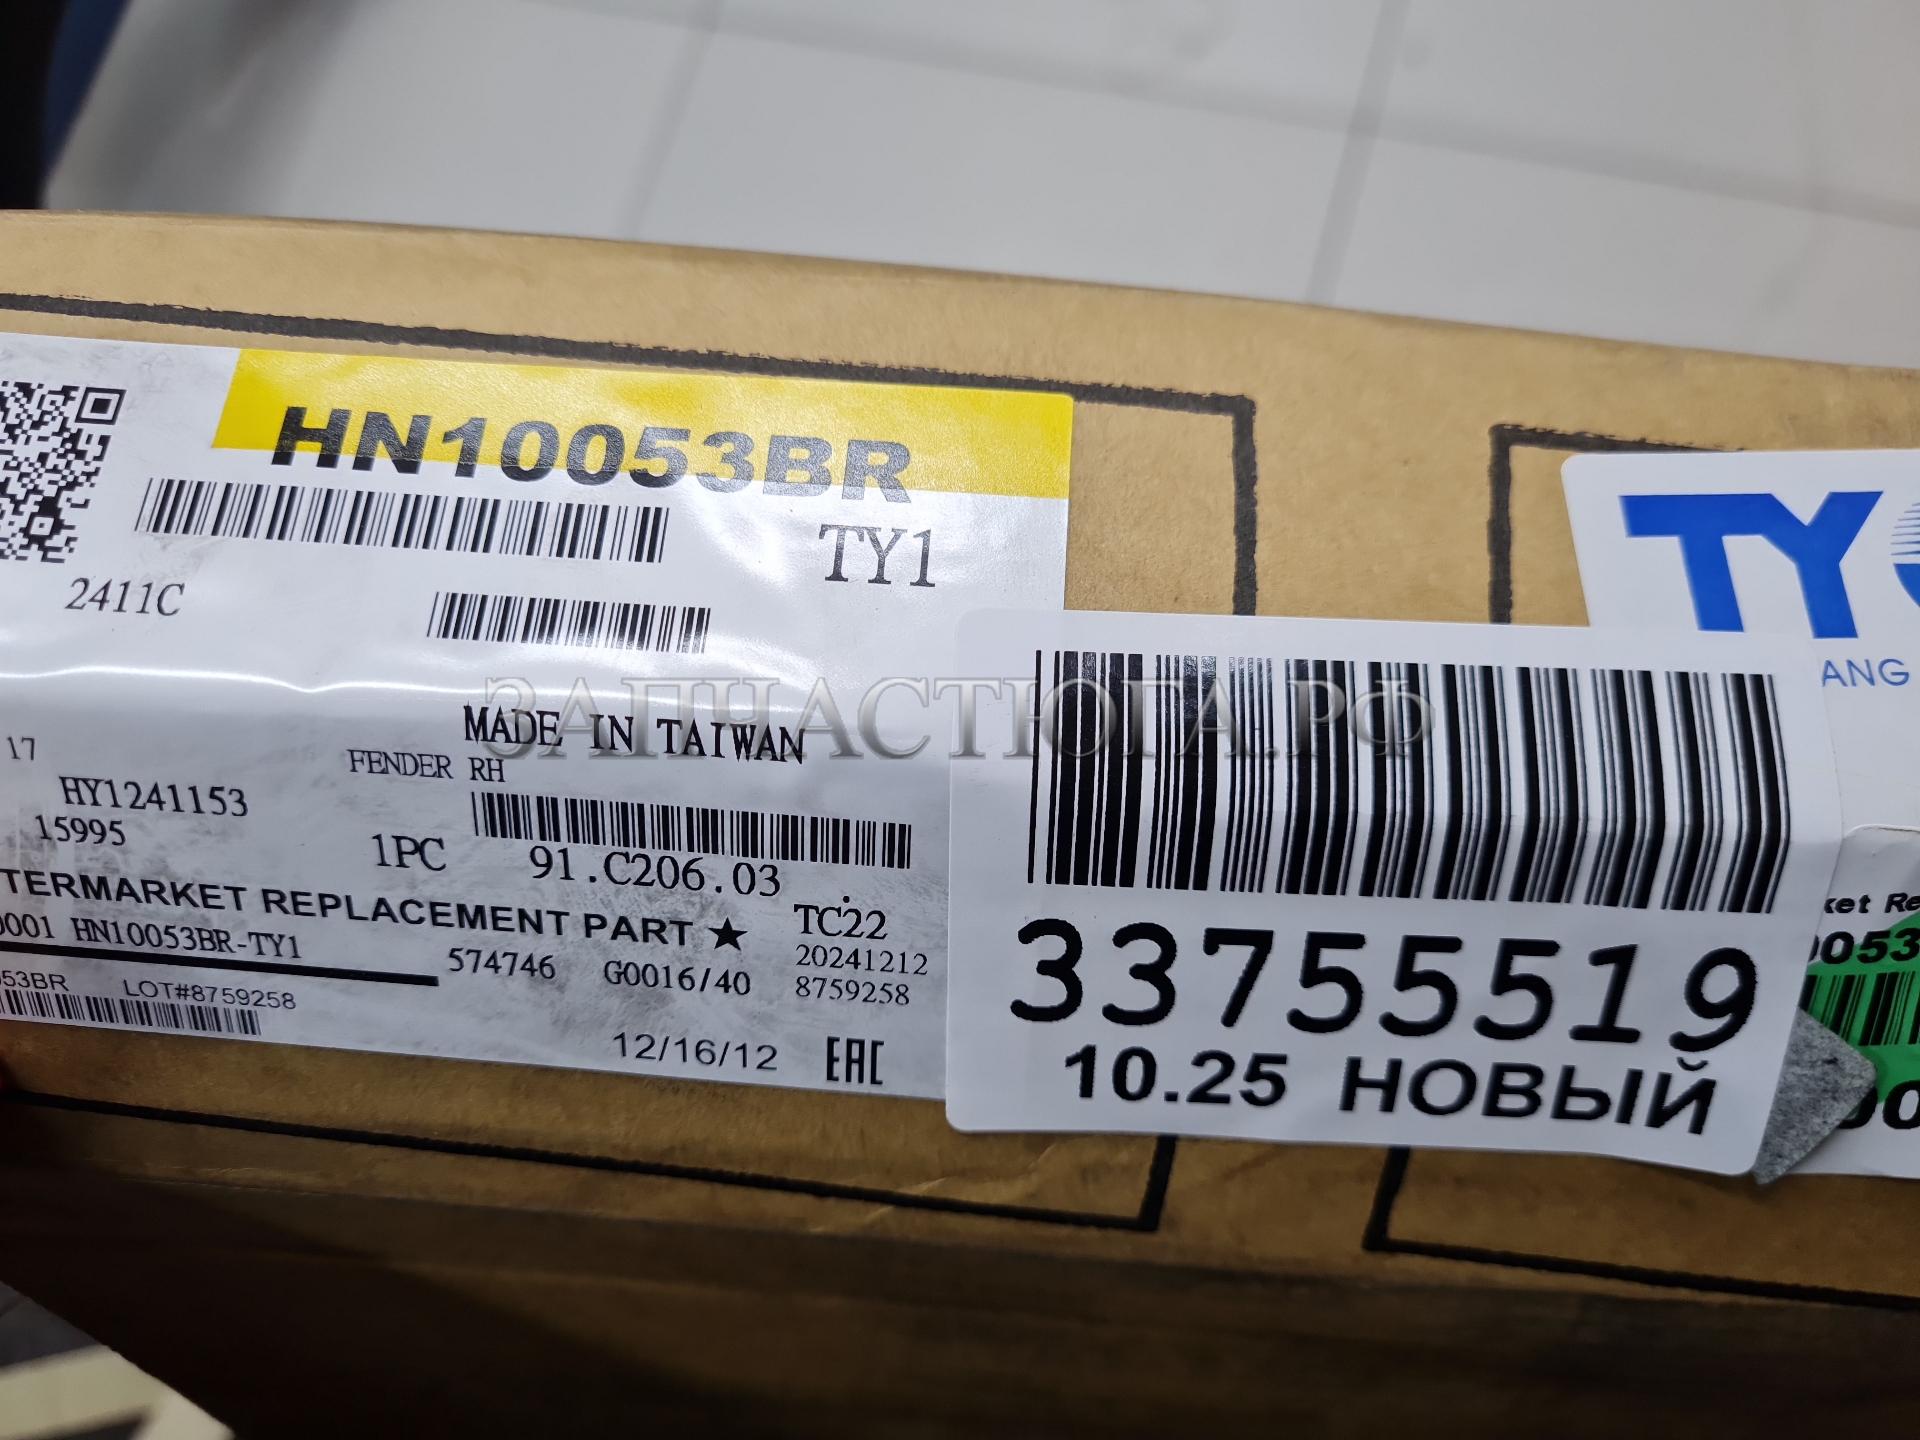 HN10053BR
TY1
2411C
MADE IN TAIWAN
17
FENDER RH
HY1241153
15995
1PC
91.C206.03
TERMARKET REPLACEMENT PART ★
TC22
0001 HN10053BR-TY1
574746
G0016/40
20241212
8759258
53BR
LOT#8759258
12/16/12
EAC
ЗАПЧАСТЮГА.РФ
33755519
10.25 НОВЫЙ
TY
ANG
ket Re
0053